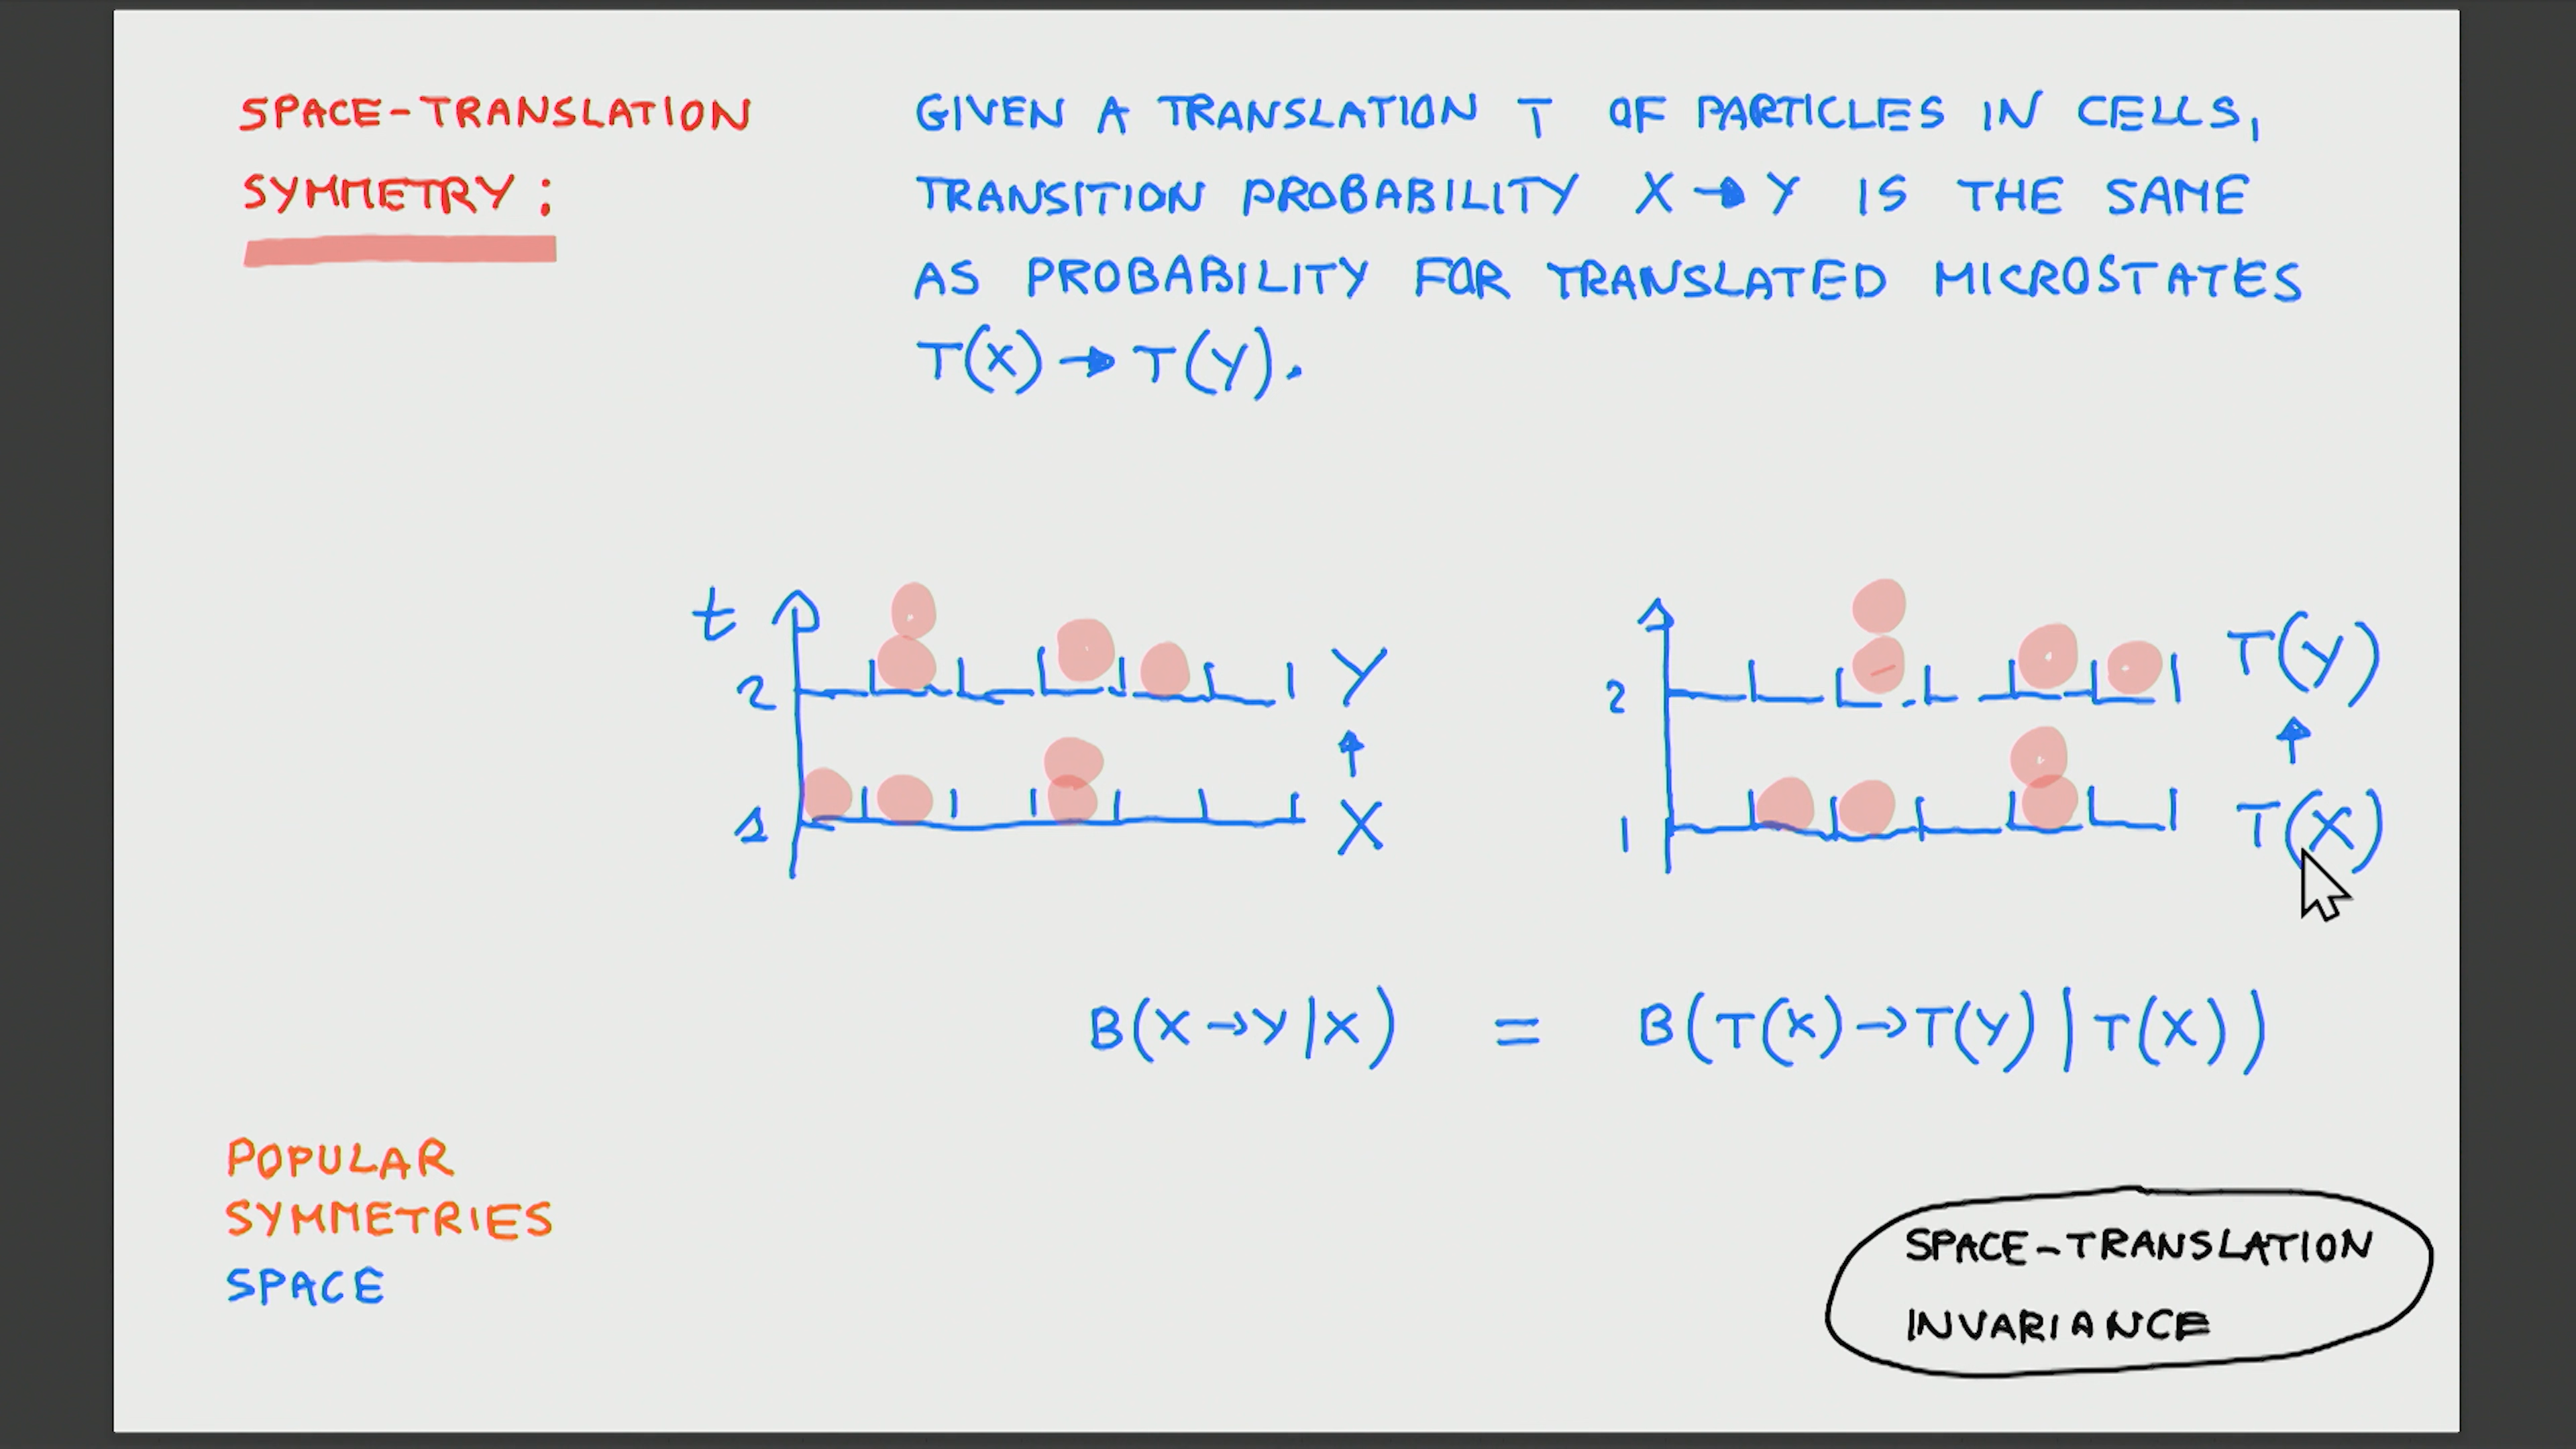 SPACE-TRANSLATION
SYMMETRY:
GIVEN A TRANSLATION T OF PARTICLES IN CELLS,
TRANSITION PROBABILITY X → Y IS THE SAME
AS PROBABILITY FOR TRANSLATED MICROSTATES
T(X) → T(Y).
t
2 Y
↑
1 X
2 T(Y)
↑
1 T(X)
B(X→Y|X) = B(T(X)→T(Y)|T(X))
POPULAR
SYMMETRIES
SPACE
SPACE-TRANSLATION
INVARIANCE